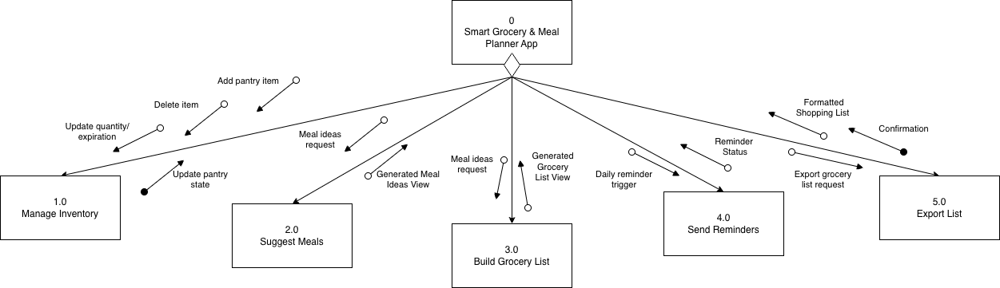 0
Smart Grocery & Meal
Planner App
Add pantry item
Delete item
Update quantity/
expiration
Update pantry
state
Meal ideas
request
Generated Meal
Ideas View
Meal ideas
request
Generated
Grocery
List View
Daily reminder
trigger
Reminder
Status
Formatted
Shopping List
Confirmation
Export grocery
list request
1.0
Manage Inventory
2.0
Suggest Meals
3.0
Build Grocery List
4.0
Send Reminders
5.0
Export List